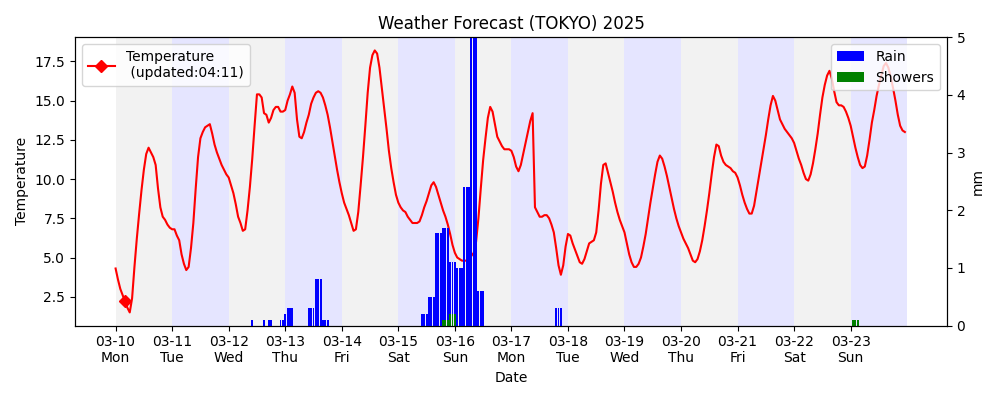 Weather Forecast (TOKYO) 2025
Temperature
(updated:04:11)
Rain
Showers
Temperature
17.5
15.0
12.5
10.0
7.5
5.0
2.5
5
4
3
2
1
0
mm
03-10 03-11 03-12 03-13 03-14 03-15 03-16 03-17 03-18 03-19 03-20 03-21 03-22 03-23
Mon Tue Wed Thu Fri Sat Sun Mon Tue Wed Thu Fri Sat Sun
Date